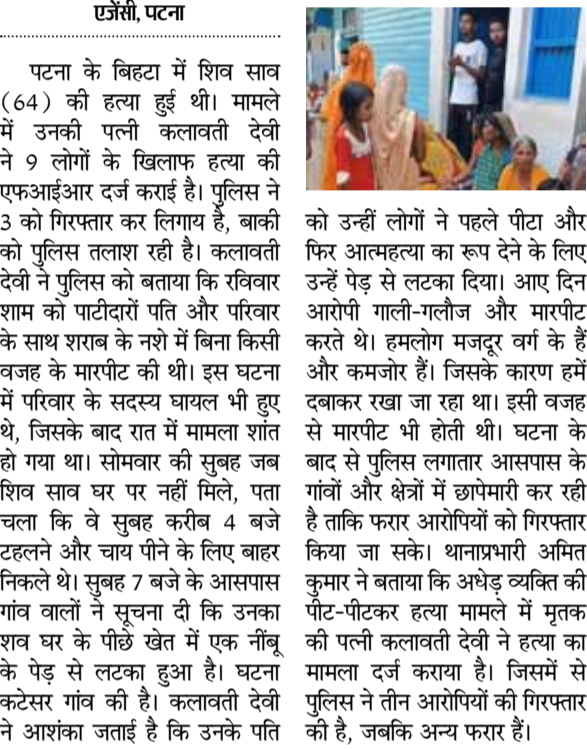 एजेंसी, पटना
पटना के बिहटा में शिव साव
(64) की हत्या हुई थी। मामले
में उनकी पत्नी कलावती देवी
ने 9 लोगों के खिलाफ हत्या की
एफआईआर दर्ज कराई है। पुलिस ने
3 को गिरफ्तार कर लिगाय है, बाकी
को पुलिस तलाश रही है। कलावती
देवी ने पुलिस को बताया कि रविवार
शाम को पाटीदारों पति और परिवार
के साथ शराब के नशे में बिना किसी
वजह के मारपीट की थी। इस घटना
में परिवार के सदस्य घायल भी हुए
थे, जिसके बाद रात में मामला शांत
हो गया था। सोमवार की सुबह जब
शिव साव घर पर नहीं मिले, पता
चला कि वे सुबह करीब 4 बजे
टहलने और चाय पीने के लिए बाहर
निकले थे। सुबह 7 बजे के आसपास
गांव वालों ने सूचना दी कि उनका
शव घर के पीछे खेत में एक नींबू
के पेड़ से लटका हुआ है। घटना
कटेसर गांव की है। कलावती देवी
ने आशंका जताई है कि उनके पति
को उन्हीं लोगों ने पहले पीटा और
फिर आत्महत्या का रूप देने के लिए
उन्हें पेड़ से लटका दिया। आए दिन
आरोपी गाली-गलौज और मारपीट
करते थे। हमलोग मजदूर वर्ग के हैं
और कमजोर हैं। जिसके कारण हमें
दबाकर रखा जा रहा था। इसी वजह
से मारपीट भी होती थी। घटना के
बाद से पुलिस लगातार आसपास के
गांवों और क्षेत्रों में छापेमारी कर रही
है ताकि फरार आरोपियों को गिरफ्तार
किया जा सके। थानाप्रभारी अमित
कुमार ने बताया कि अधेड़ व्यक्ति की
पीट-पीटकर हत्या मामले में मृतक
की पत्नी कलावती देवी ने हत्या का
मामला दर्ज कराया है। जिसमें से
पुलिस ने तीन आरोपियों की गिरफ्तार
की है, जबकि अन्य फरार हैं।